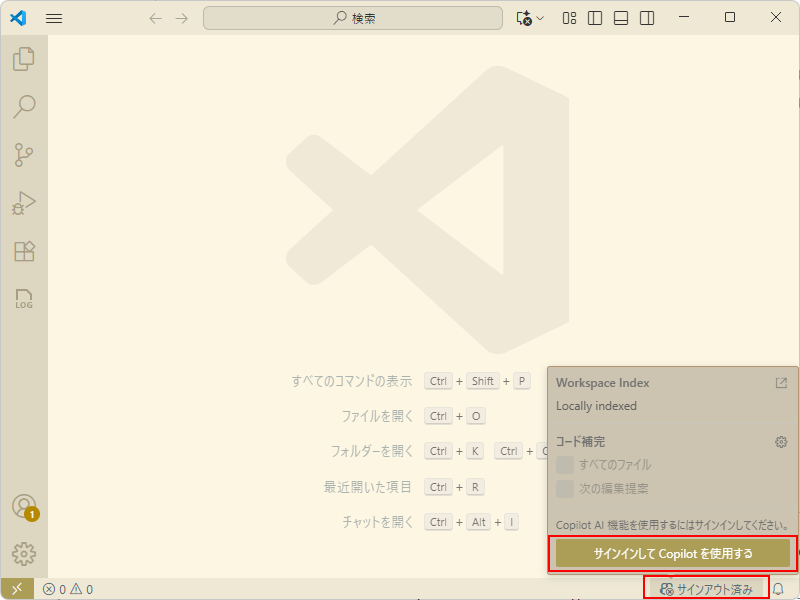 検索
LOG
すべてのコマンドの表示 Ctrl + Shift + P
ファイルを開く Ctrl + O
フォルダーを開く Ctrl + K Ctrl +
最近開いた項目 Ctrl + R
チャットを開く Ctrl + Alt + I
Workspace Index
Locally indexed
コード補完
すべてのファイル
次の編集提案
Copilot AI 機能を使用するにはサインインしてください。
サインインして Copilot を使用する
1
0 0
サインアウト済み